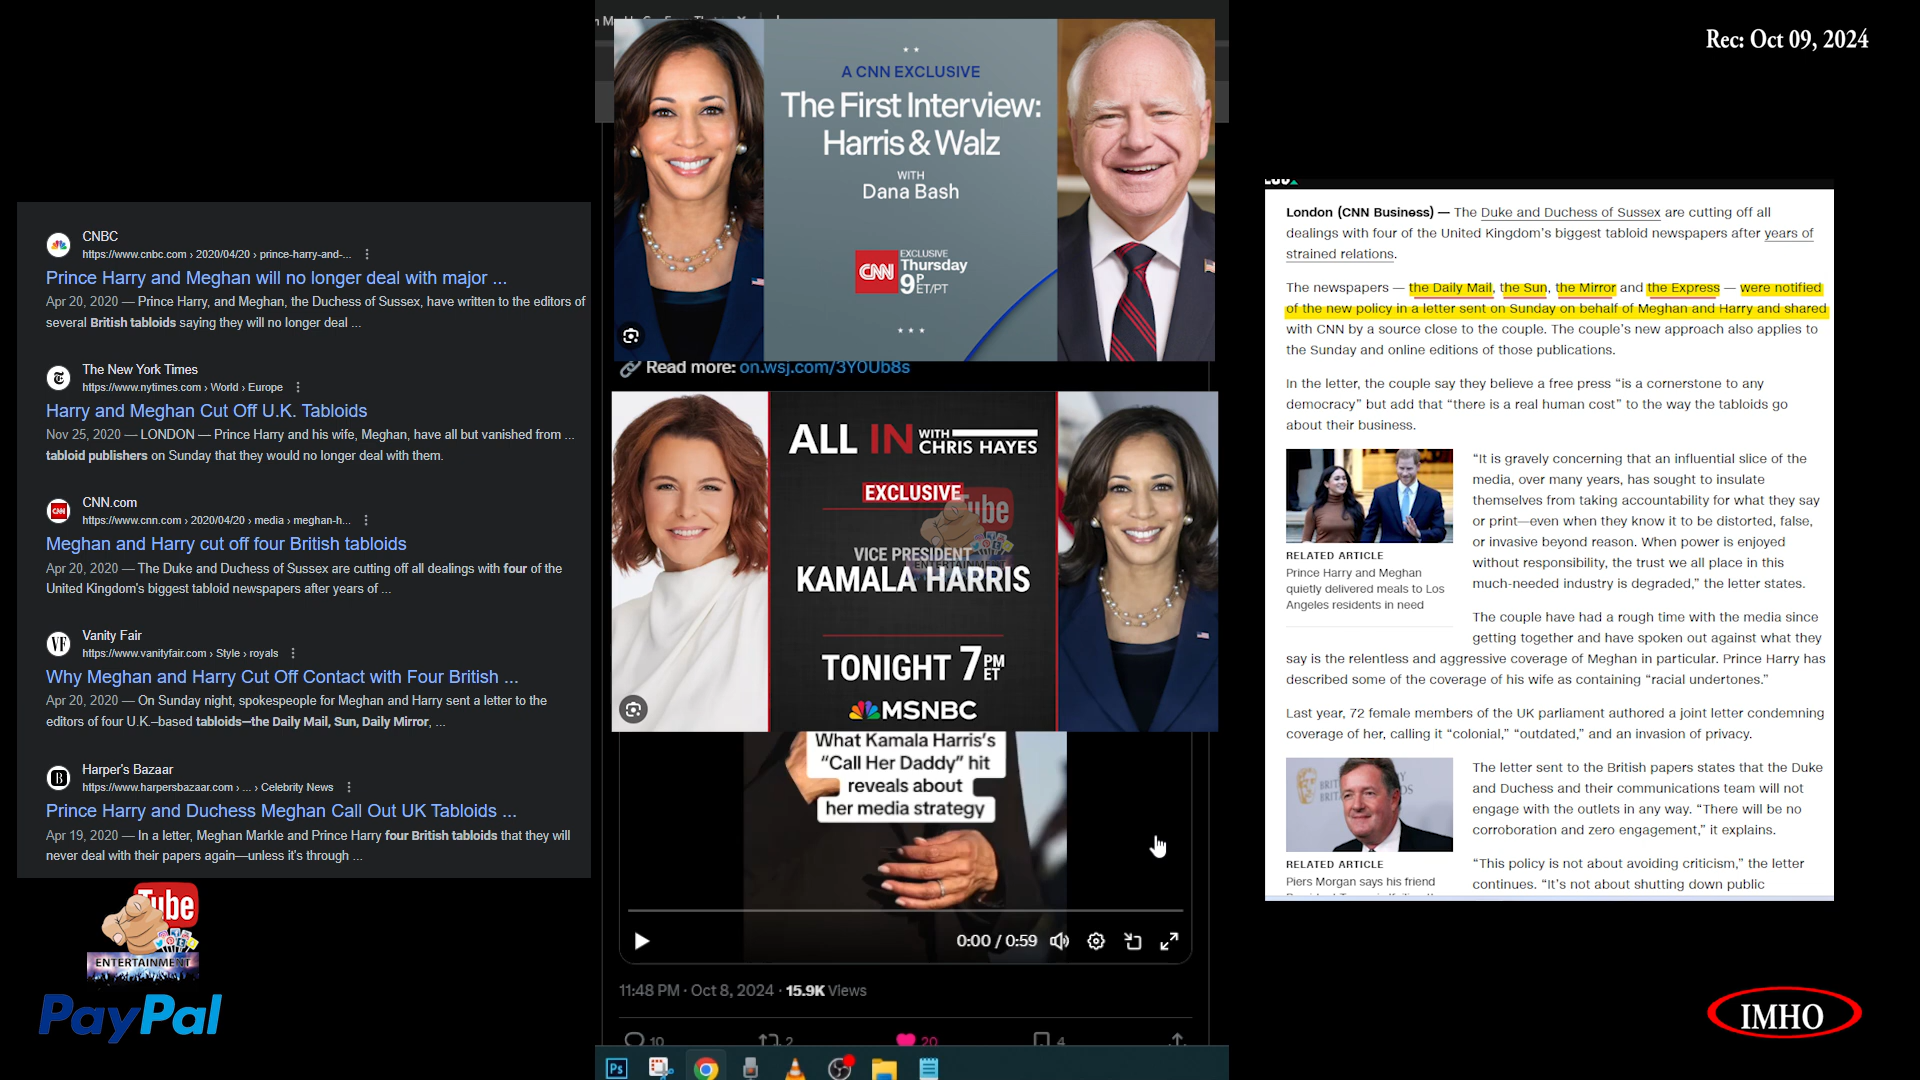 Rec: Oct 09, 2024
CNBC
https://www.cnbc.com › 2020/04/20 › prince-harry-and-...
Prince Harry and Meghan will no longer deal with major ...
Apr 20, 2020 — Prince Harry, and Meghan, the Duchess of Sussex, have written to the editors of
several British tabloids saying they will no longer deal ...
The New York Times
https://www.nytimes.com › World › Europe
Harry and Meghan Cut Off U.K. Tabloids
Nov 25, 2020 — LONDON — Prince Harry and his wife, Meghan, have all but vanished from ...
tabloid publishers on Sunday that they would no longer deal with them.
CNN.com
https://www.cnn.com › 2020/04/20 › media › meghan-h...
Meghan and Harry cut off four British tabloids
Apr 20, 2020 — The Duke and Duchess of Sussex are cutting off all dealings with four of the
United Kingdom's biggest tabloid newspapers after years of ...
Vanity Fair
https://www.vanityfair.com › Style › royals
Why Meghan and Harry Cut Off Contact with Four British ...
Apr 20, 2020 — On Sunday night, spokespeople for Meghan and Harry sent a letter to the
editors of four U.K.–based tabloids—the Daily Mail, Sun, Daily Mirror, ...
Harper's Bazaar
https://www.harpersbazaar.com › ... › Celebrity News
Prince Harry and Duchess Meghan Call Out UK Tabloids ...
Apr 19, 2020 — In a letter, Meghan Markle and Prince Harry four British tabloids that they will
never deal with their papers again—unless it's through ...
Tube
ENTERTAINMENT
PayPal
A CNN EXCLUSIVE
The First Interview:
Harris & Walz
WITH
Dana Bash
CNN
EXCLUSIVE
Thursday
9P ET/PT
Read more: on.wsj.com/3Y0Ub8s
ALL IN WITH CHRIS HAYES
EXCLUSIVE
Tube
VICE PRESIDENT
ENTERTAINMENT
KAMALA HARRIS
TONIGHT 7PM ET
MSNBC
What Kamala Harris's
“Call Her Daddy” hit
reveals about
her media strategy
0:00 / 0:59
11:48 PM · Oct 8, 2024 · 15.9K Views
10 2 20 4
Ps
London (CNN Business) — The Duke and Duchess of Sussex are cutting off all
dealings with four of the United Kingdom's biggest tabloid newspapers after years of
strained relations.
The newspapers — the Daily Mail, the Sun, the Mirror and the Express — were notified
of the new policy in a letter sent on Sunday on behalf of Meghan and Harry and shared
with CNN by a source close to the couple. The couple's new approach also applies to
the Sunday and online editions of those publications.
In the letter, the couple say they believe a free press “is a cornerstone to any
democracy” but add that “there is a real human cost” to the way the tabloids go
about their business.
“It is gravely concerning that an influential slice of the
media, over many years, has sought to insulate
themselves from taking accountability for what they say
or print—even when they know it to be distorted, false,
or invasive beyond reason. When power is enjoyed
without responsibility, the trust we all place in this
much-needed industry is degraded,” the letter states.
RELATED ARTICLE
Prince Harry and Meghan
quietly delivered meals to Los
Angeles residents in need
The couple have had a rough time with the media since
getting together and have spoken out against what they
say is the relentless and aggressive coverage of Meghan in particular. Prince Harry has
described some of the coverage of his wife as containing “racial undertones.”
Last year, 72 female members of the UK parliament authored a joint letter condemning
coverage of her, calling it “colonial,” “outdated,” and an invasion of privacy.
The letter sent to the British papers states that the Duke
and Duchess and their communications team will not
engage with the outlets in any way. “There will be no
corroboration and zero engagement,” it explains.
RELATED ARTICLE
Piers Morgan says his friend
“This policy is not about avoiding criticism,” the letter
continues. “It's not about shutting down public
IMHO